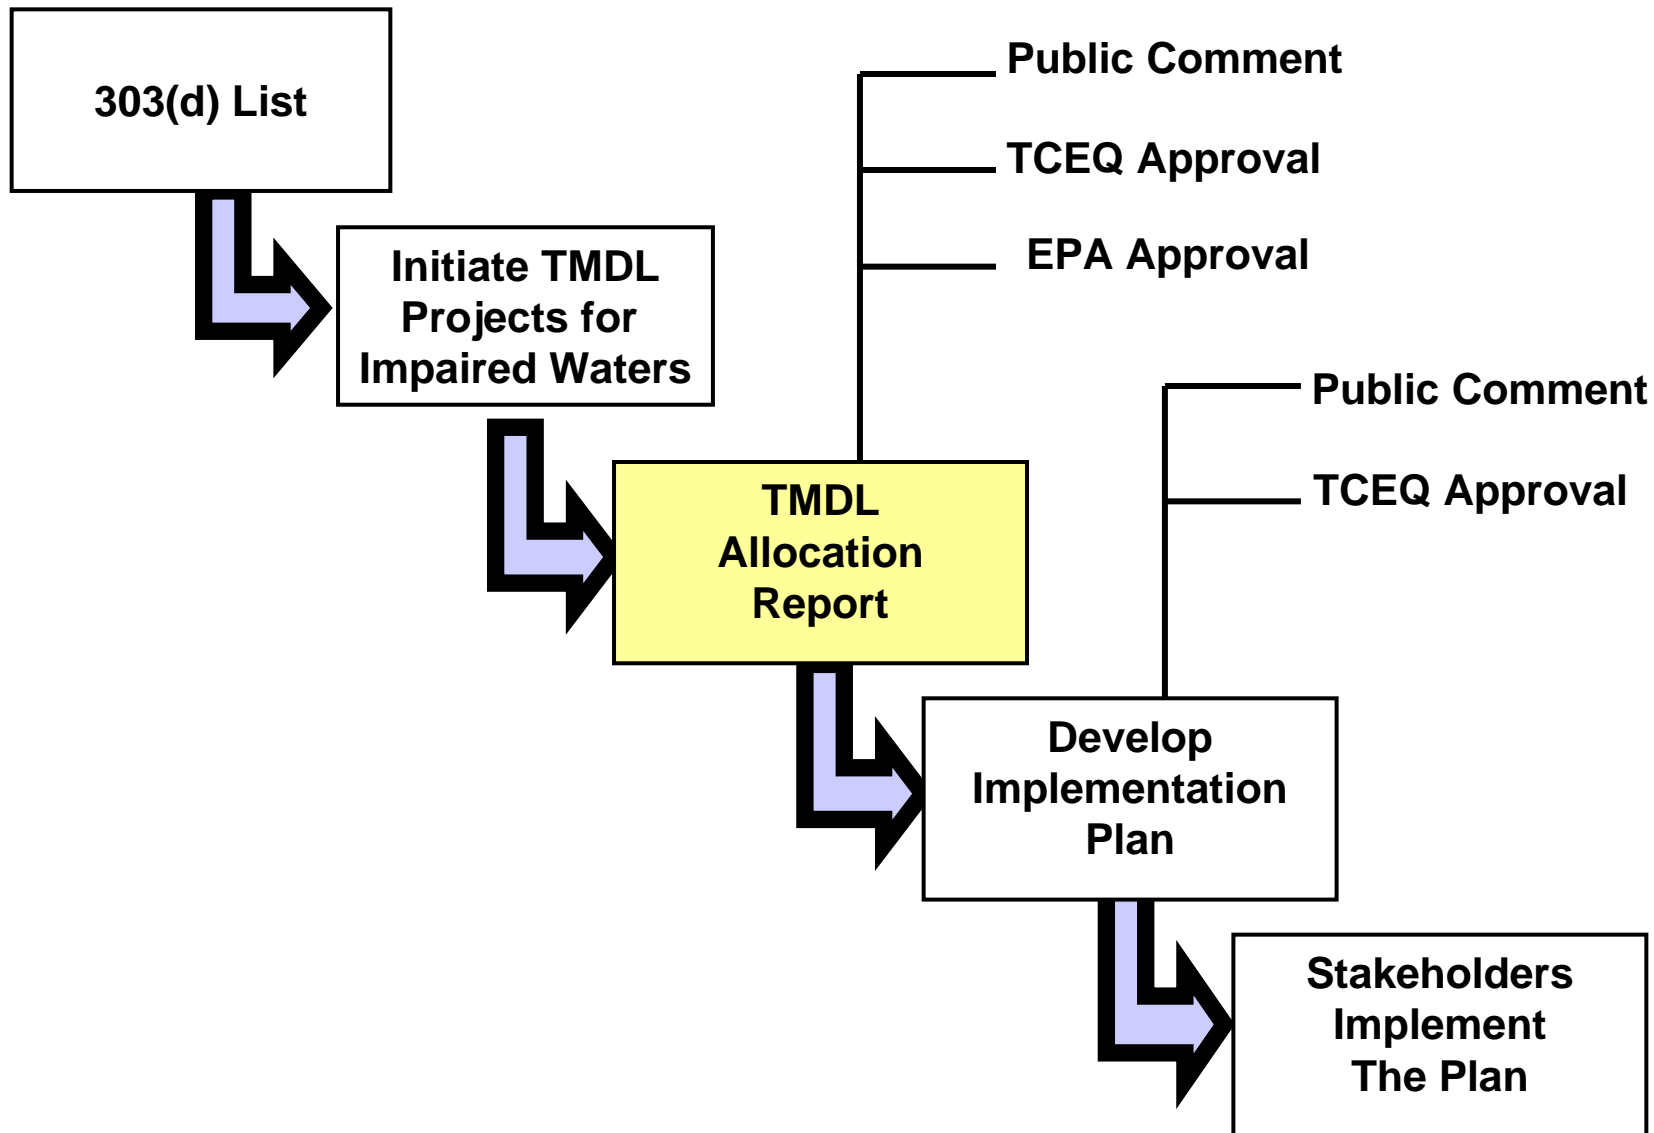 303(d) List
Initiate TMDL
Projects for
Impaired Waters
Public Comment
TCEQ Approval
EPA Approval
TMDL
Allocation
Report
Public Comment
TCEQ Approval
Develop
Implementation
Plan
Stakeholders
Implement
The Plan